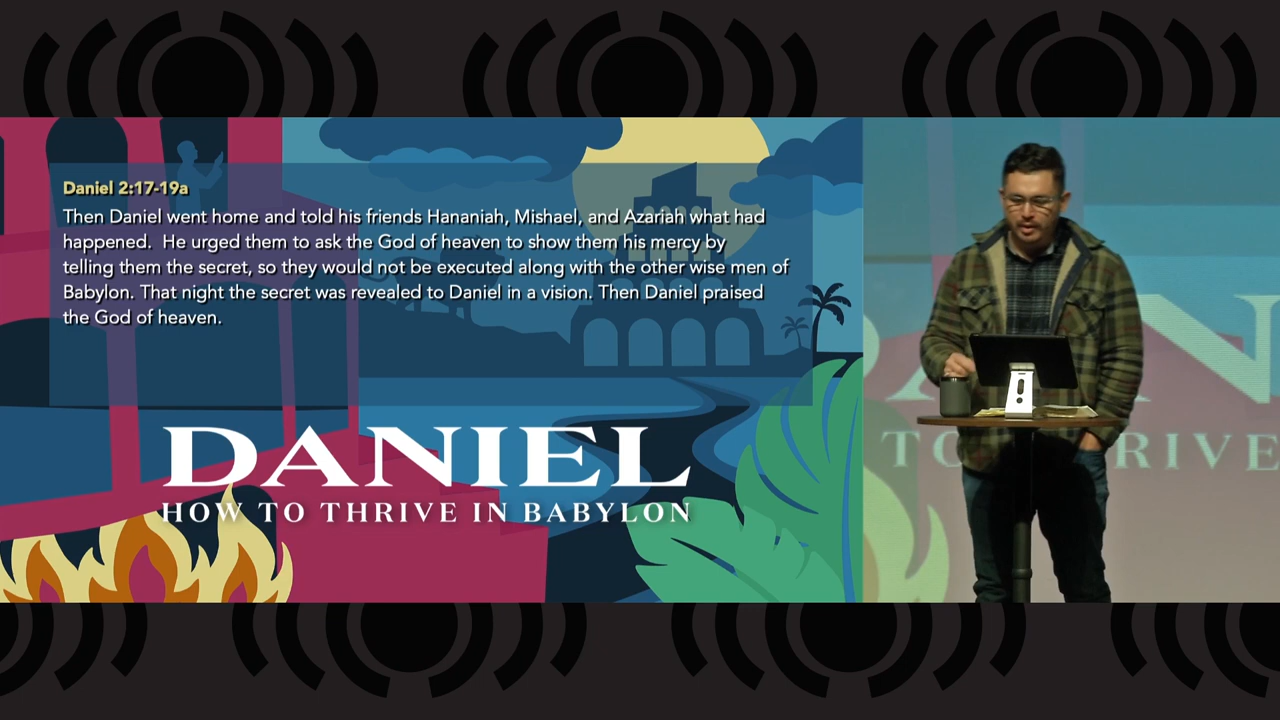 Daniel 2:17-19a
Then Daniel went home and told his friends Hananiah, Mishael, and Azariah what had
happened.  He urged them to ask the God of heaven to show them his mercy by
telling them the secret, so they would not be executed along with the other wise men of
Babylon. That night the secret was revealed to Daniel in a vision. Then Daniel praised
the God of heaven.
DANIEL
HOW TO THRIVE IN BABYLON
AN
TO THRIVE